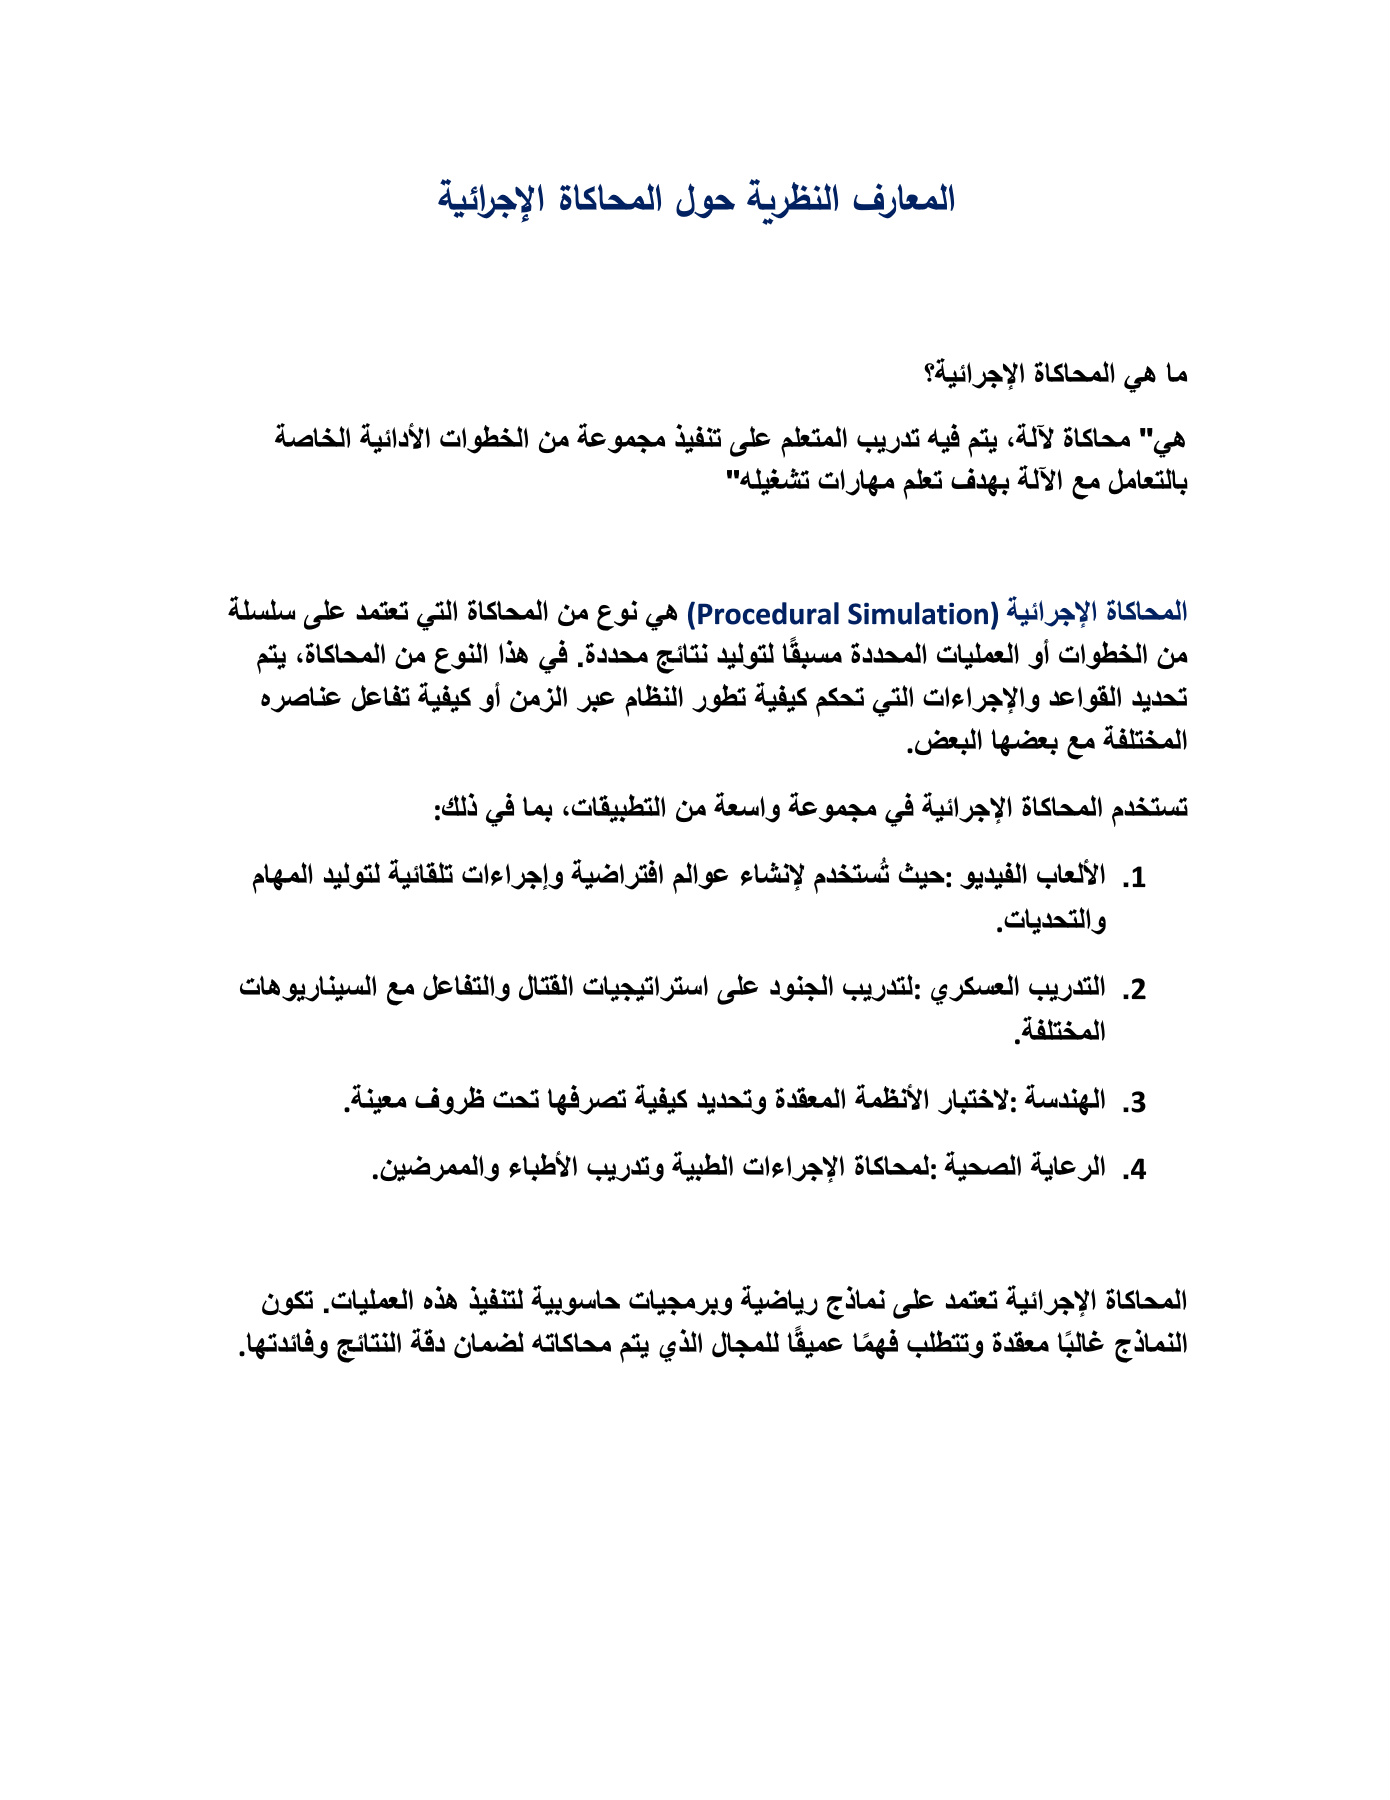 المعارف النظرية حول المحاكاة الإجرائية
ما هي المحاكاة الإجرائية؟
هي" محاكاة لآلة، يتم فيه تدريب المتعلم على تنفيذ مجموعة من الخطوات الأدائية الخاصة
بالتعامل مع الآلة بهدف تعلم مهارات تشغيله"
المحاكاة الإجرائية (Procedural Simulation) هي نوع من المحاكاة التي تعتمد على سلسلة
من الخطوات أو العمليات المحددة مسبقًا لتوليد نتائج محددة. في هذا النوع من المحاكاة، يتم
تحديد القواعد والإجراءات التي تحكم كيفية تطور النظام عبر الزمن أو كيفية تفاعل عناصره
المختلفة مع بعضها البعض.
تستخدم المحاكاة الإجرائية في مجموعة واسعة من التطبيقات، بما في ذلك:
1. الألعاب الفيديو :حيث تُستخدم لإنشاء عوالم افتراضية وإجراءات تلقائية لتوليد المهام
والتحديات.
2. التدريب العسكري :لتدريب الجنود على استراتيجيات القتال والتفاعل مع السيناريوهات
المختلفة.
3. الهندسة :لاختبار الأنظمة المعقدة وتحديد كيفية تصرفها تحت ظروف معينة.
4. الرعاية الصحية :لمحاكاة الإجراءات الطبية وتدريب الأطباء والممرضين.
المحاكاة الإجرائية تعتمد على نماذج رياضية وبرمجيات حاسوبية لتنفيذ هذه العمليات. تكون
النماذج غالبًا معقدة وتتطلب فهمًا عميقًا للمجال الذي يتم محاكاته لضمان دقة النتائج وفائدتها.